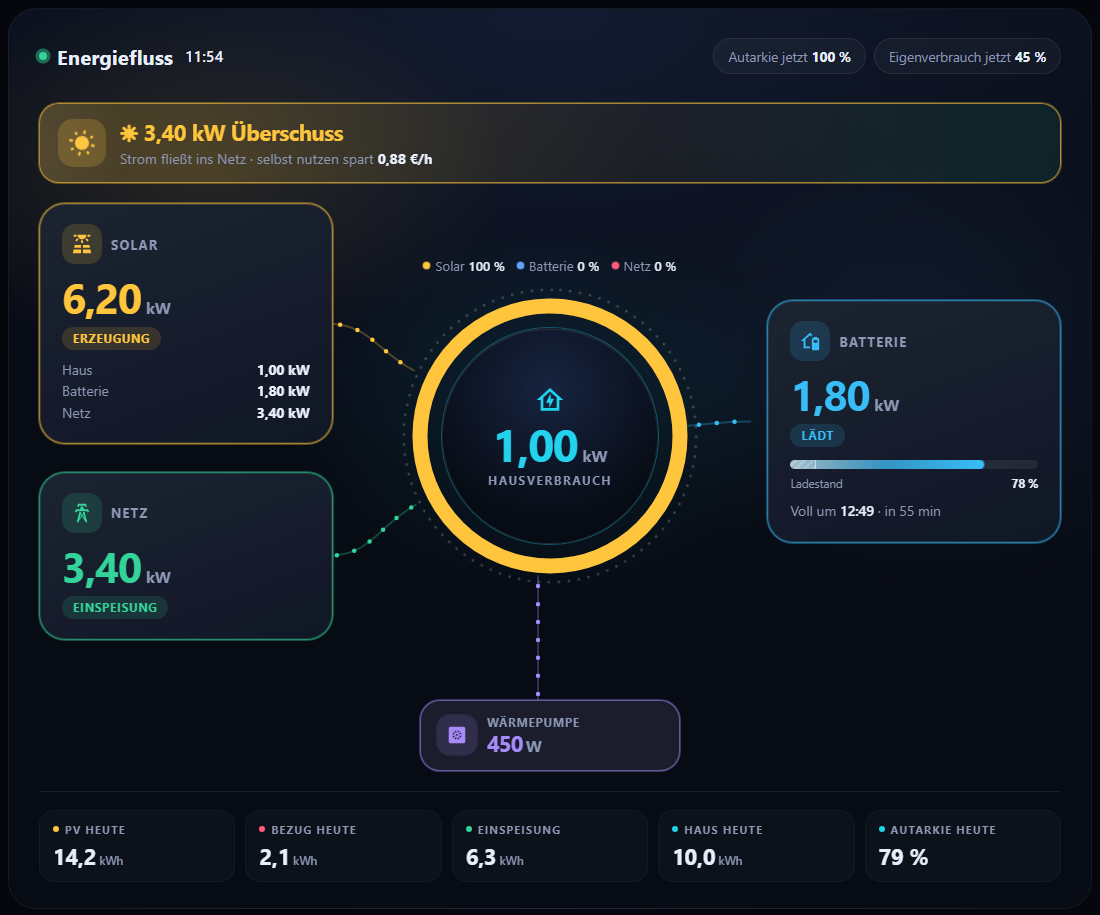 Energiefluss 11:54
Autarkie jetzt 100 %
Eigenverbrauch jetzt 45 %
☀ 3,40 kW Überschuss
Strom fließt ins Netz · selbst nutzen spart 0,88 €/h
SOLAR
6,20 kW
ERZEUGUNG
Haus 1,00 kW
Batterie 1,80 kW
Netz 3,40 kW
Solar 100 % Batterie 0 % Netz 0 %
1,00 kW
HAUSVERBRAUCH
BATTERIE
1,80 kW
LÄDT
Ladestand 78 %
Voll um 12:49 · in 55 min
NETZ
3,40 kW
EINSPEISUNG
WÄRMEPUMPE
450 W
PV HEUTE
14,2 kWh
BEZUG HEUTE
2,1 kWh
EINSPEISUNG
6,3 kWh
HAUS HEUTE
10,0 kWh
AUTARKIE HEUTE
79 %